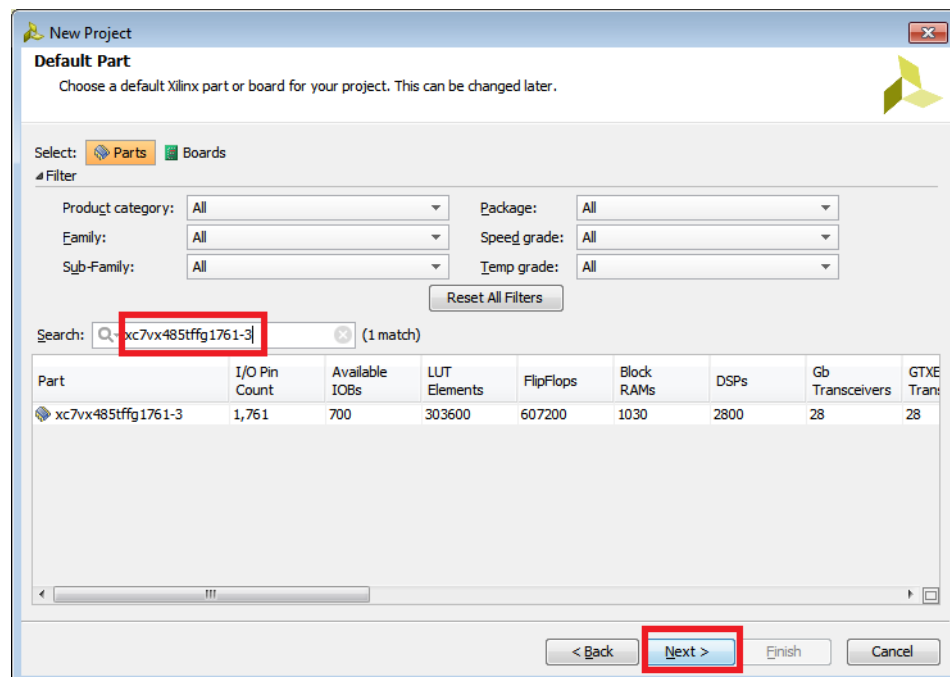 New Project
Default Part
Choose a default Xilinx part or board for your project. This can be changed later.
Select: Parts Boards
Filter
Product category: All Package: All
Family: All Speed grade: All
Sub-Family: All Temp grade: All
Reset All Filters
Search: xc7vx485tffg1761-3 (1 match)
Part I/O Pin Count Available IOBs LUT Elements FlipFlops Block RAMs DSPs Gb Transceivers GTXE Trans
xc7vx485tffg1761-3 1,761 700 303600 607200 1030 2800 28 28
< Back Next > Finish Cancel